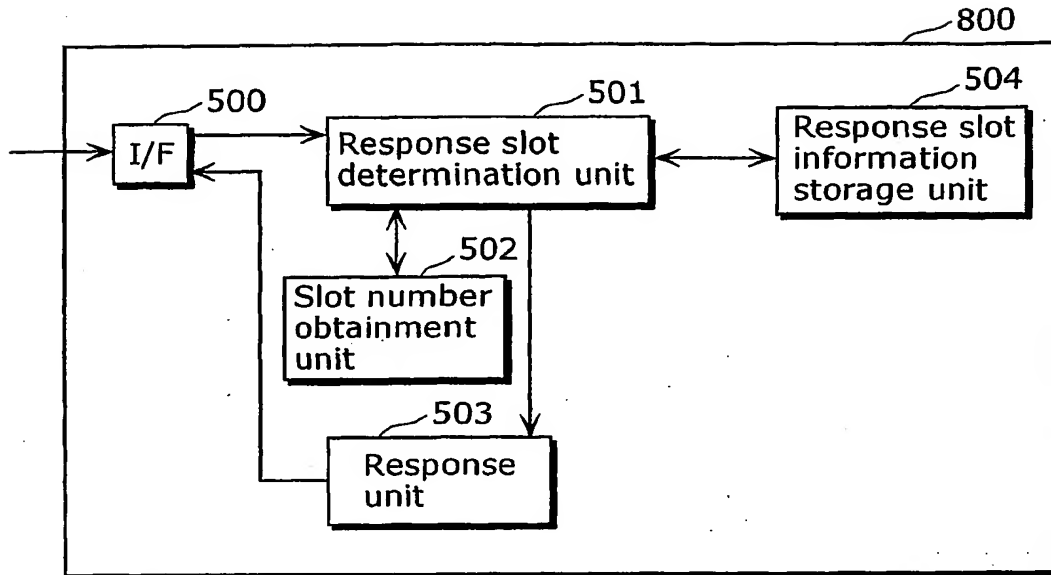 800
500
I/F
501
Response slot
determination unit
504
Response slot
information
storage unit
502
Slot number
obtainment
unit
503
Response
unit